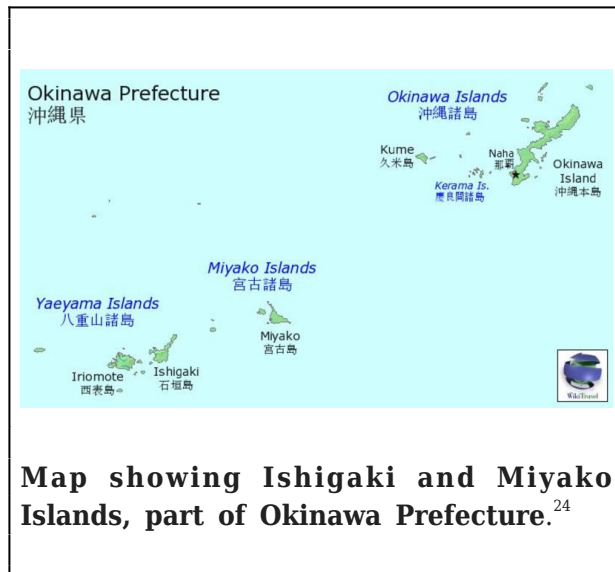 Okinawa Prefecture
沖縄県
Okinawa Islands
沖縄諸島
Kume
久米島
Naha
那覇
Kerama Is.
慶良間諸島
Okinawa
Island
沖縄本島
Miyako Islands
宮古諸島
Miyako
宮古島
Yaeyama Islands
八重山諸島
Iriomote
西表島
Ishigaki
石垣島
WikiTravel
Map showing Ishigaki and Miyako
Islands, part of Okinawa Prefecture.24